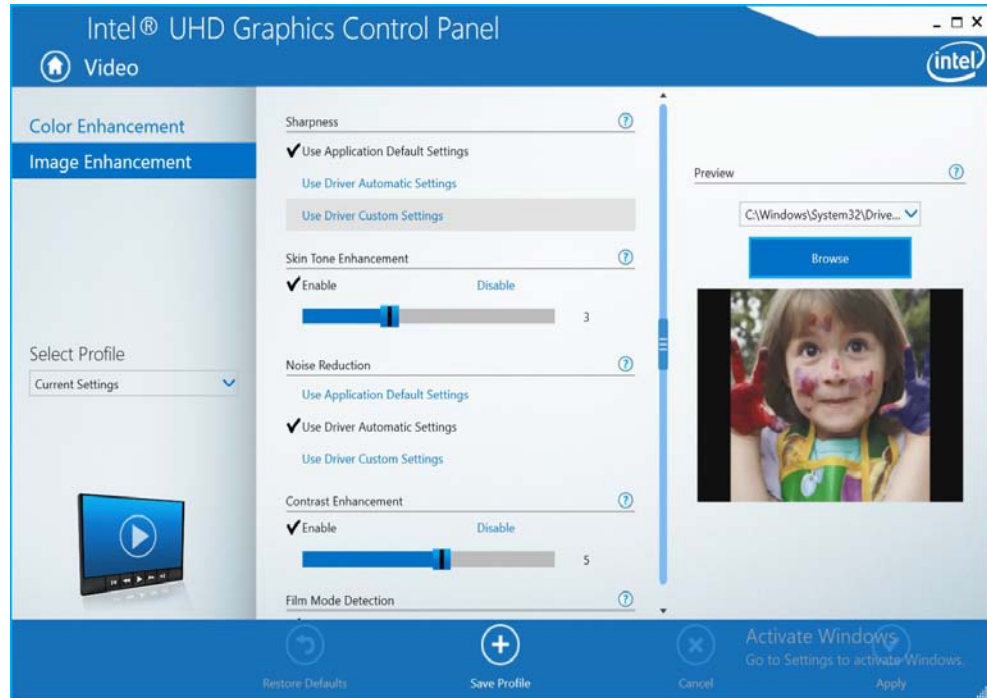 Intel® UHD Graphics Control Panel
Video
intel
Color Enhancement
Image Enhancement
Select Profile
Current Settings
Sharpness
Use Application Default Settings
Use Driver Automatic Settings
Use Driver Custom Settings
Skin Tone Enhancement
Enable Disable
3
Noise Reduction
Use Application Default Settings
Use Driver Automatic Settings
Use Driver Custom Settings
Contrast Enhancement
Enable Disable
5
Film Mode Detection
Preview
C:\Windows\System32\Drive...
Browse
Restore Defaults
Save Profile
Cancel
Apply
Activate Windows
Go to Settings to activate Windows.